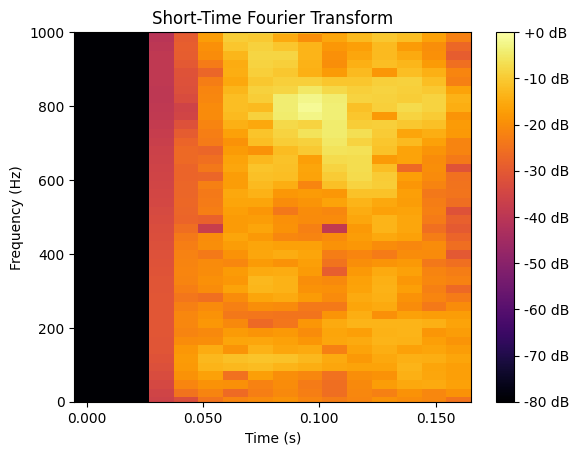 Short-Time Fourier Transform
1000
800
600
400
200
0
Frequency (Hz)
0.000
0.050
0.100
0.150
Time (s)
+0 dB
-10 dB
-20 dB
-30 dB
-40 dB
-50 dB
-60 dB
-70 dB
-80 dB